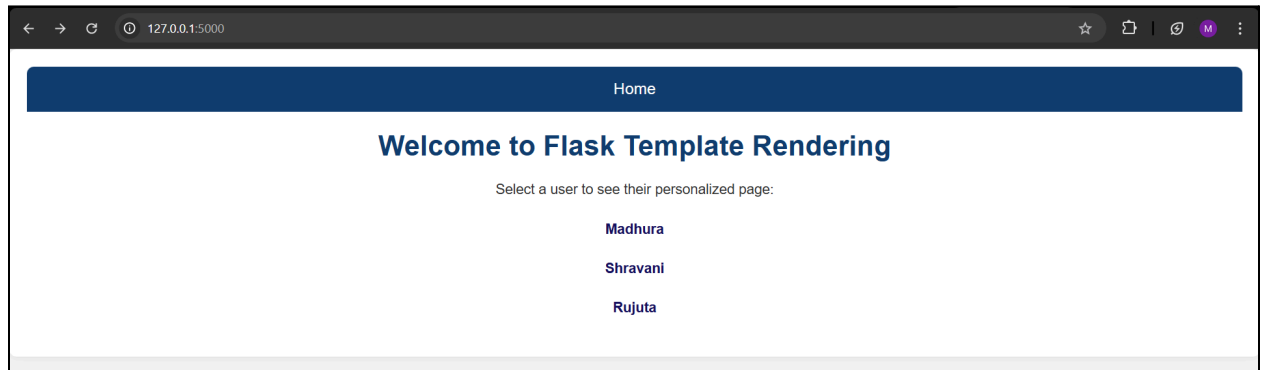 127.0.0.1:5000
M
Home
Welcome to Flask Template Rendering
Select a user to see their personalized page:
Madhura
Shravani
Rujuta